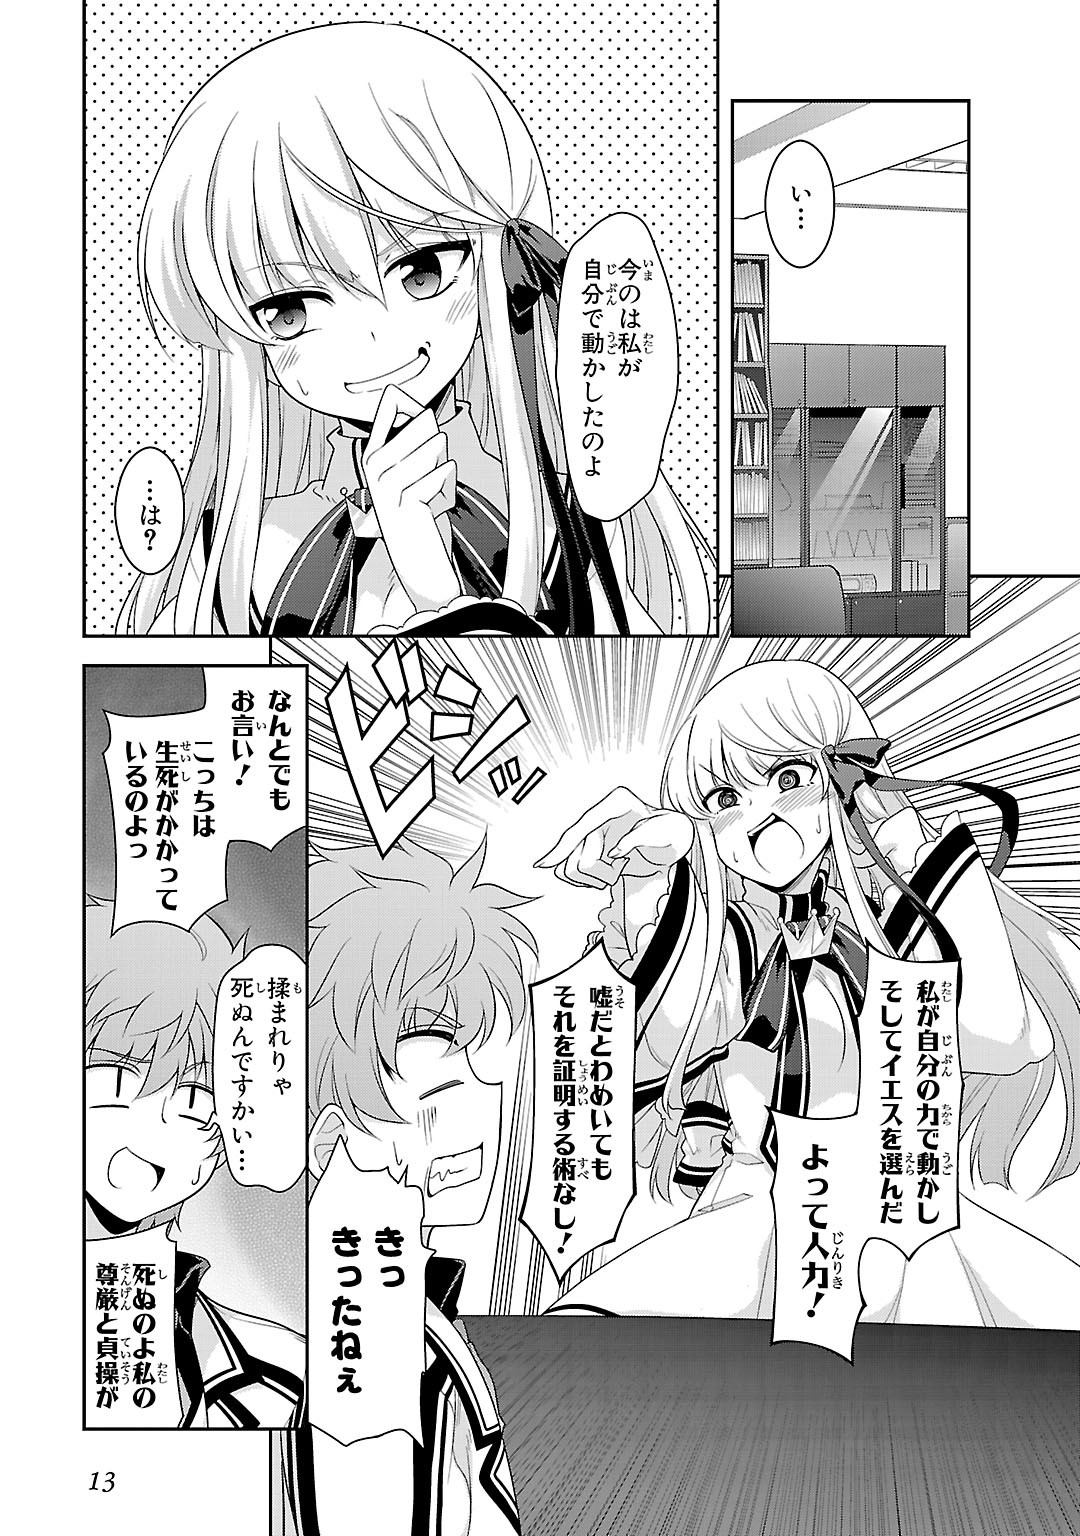 い…
今のは私が
自分で動かしたのよ
…は?
ビシッ
私が自分の力で動かし
そしてイエスを選んだ
よって人力!
嘘だとわめいても
それを証明する術なし!
きっ
きったねぇ
なんとでも
お言い!
こっちは
生死がかかって
いるのよっ
揉まれりゃ
死ぬんですかい…
死ぬのよ私の
尊厳と貞操が
13